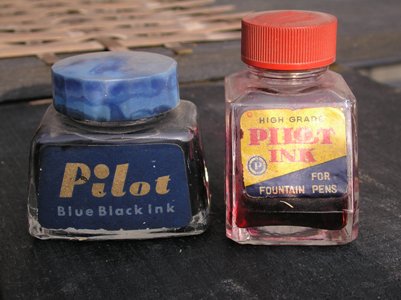 Pilot
Blue Black Ink
HIGH GRADE
PILOT
INK
FOR
FOUNTAIN PENS